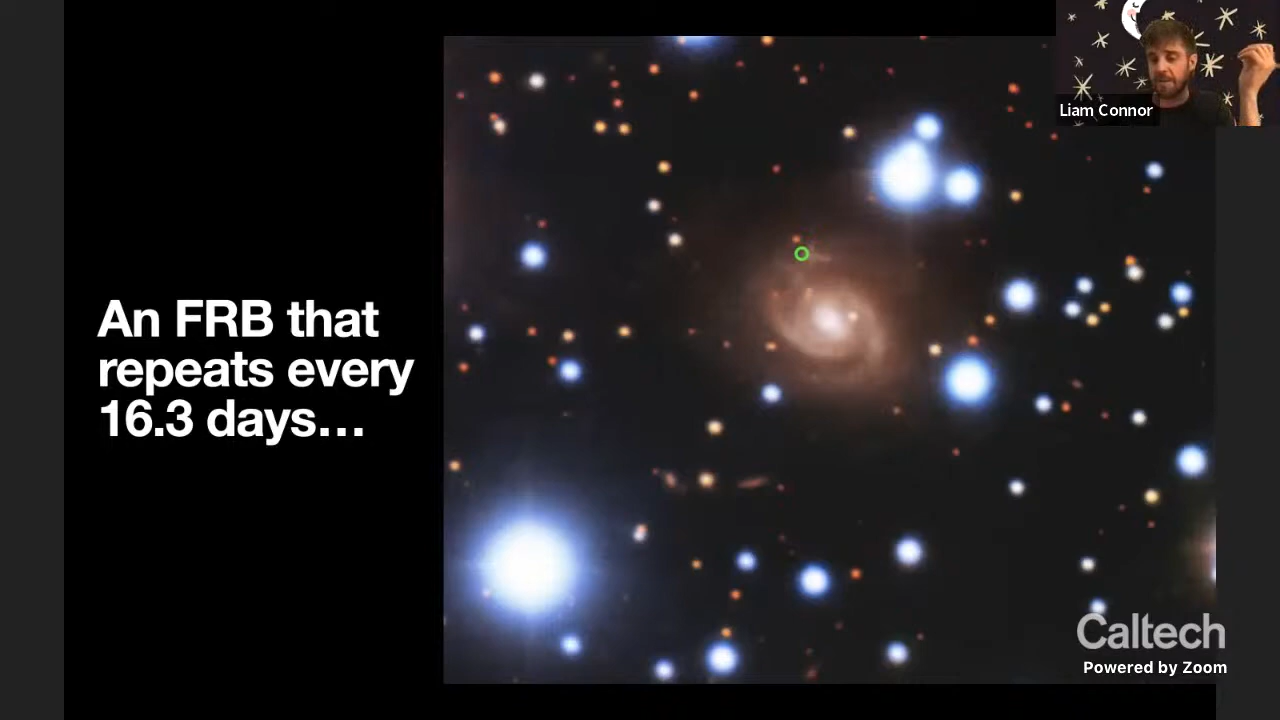 Liam Connor
An FRB that
repeats every
16.3 days...
Caltech
Powered by Zoom